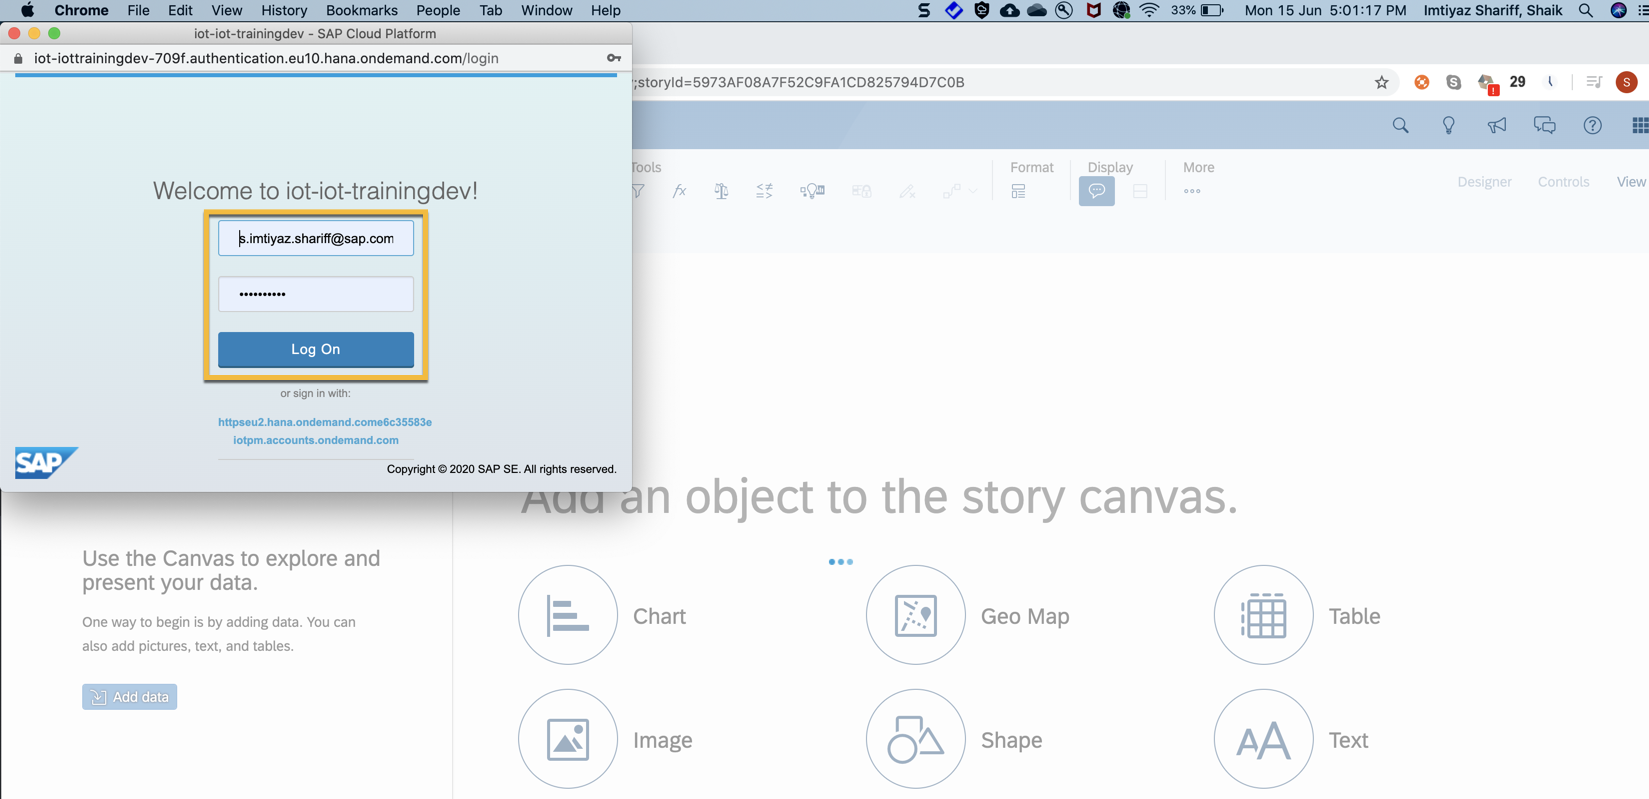 Chrome File Edit View History Bookmarks People Tab Window Help 33% Mon 15 Jun 5:01:17 PM Imtiyaz Shariff, Shaik
iot-iot-trainingdev - SAP Cloud Platform
iot-iottrainingdev-709f.authentication.eu10.hana.ondemand.com/login
;storyId=5973AF08A7F52C9FA1CD825794D7C0B
29
S
Welcome to iot-iot-trainingdev!
s.imtiyaz.shariff@sap.com
••••••••••
Log On
or sign in with:
httpseu2.hana.ondemand.come6c35583e
iotpm.accounts.ondemand.com
SAP
Copyright © 2020 SAP SE. All rights reserved.
Tools
Format
Display
More
Designer
Controls
View
Add an object to the story canvas.
Use the Canvas to explore and
present your data.
One way to begin is by adding data. You can
also add pictures, text, and tables.
Add data
Chart
Geo Map
Table
Image
Shape
Text